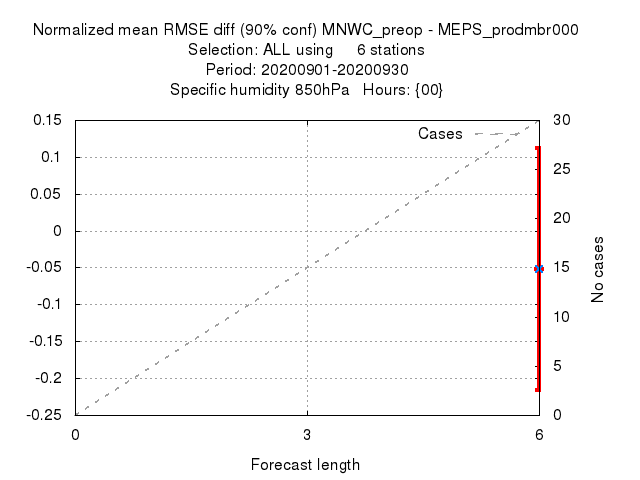 Normalized mean RMSE diff (90% conf) MNWC_preop - MEPS_prodmbr000
Selection: ALL using 6 stations
Period: 20200901-20200930
Specific humidity 850hPa Hours: {00}
Cases
0.15
0.1
0.05
0
-0.05
-0.1
-0.15
-0.2
-0.25
30
25
20
15
10
5
0
No cases
0 3 6
Forecast length